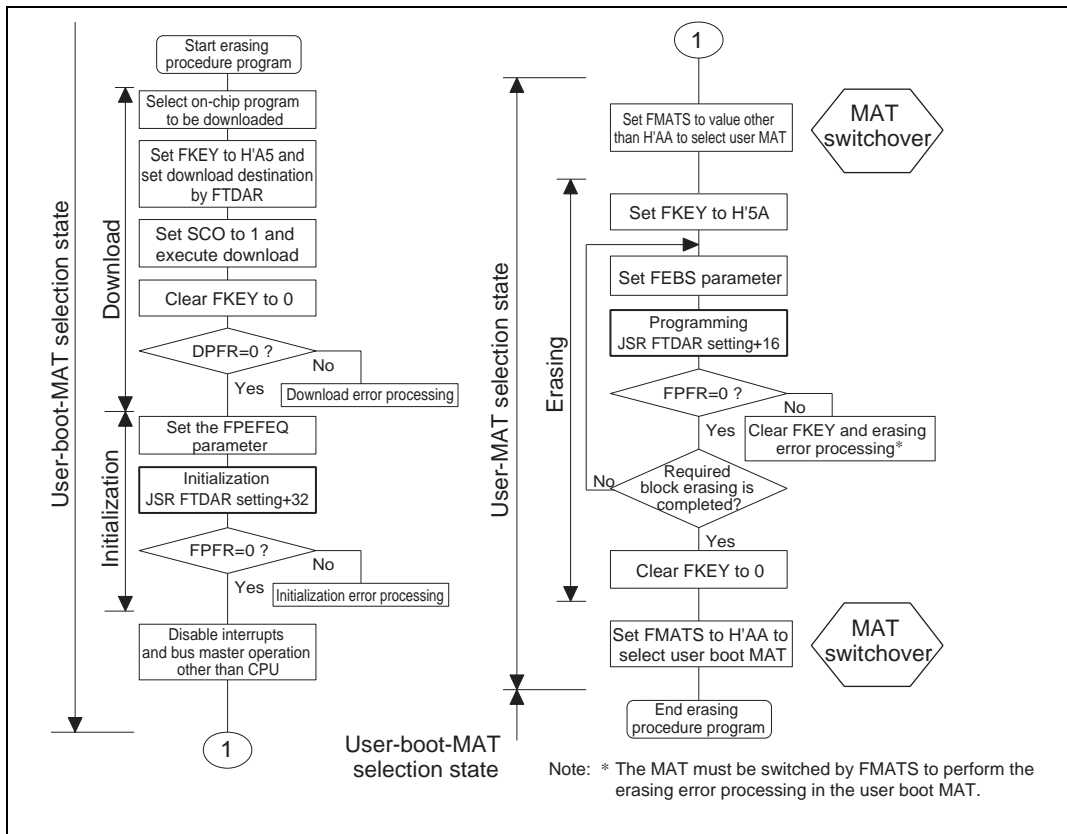 Start erasing
procedure program
Select on-chip program
to be downloaded
Set FKEY to H'A5 and
set download destination
by FTDAR
Set SCO to 1 and
execute download
Clear FKEY to 0
DPFR=0 ?
No
Yes
Download error processing
Set the FPEFEQ
parameter
Initialization
JSR FTDAR setting+32
FPFR=0 ?
No
Yes
Initialization error processing
Disable interrupts
and bus master operation
other than CPU
1
User-boot-MAT selection state
Download
Initialization
1
Set FMATS to value other
than H'AA to select user MAT
MAT
switchover
Set FKEY to H'5A
Set FEBS parameter
Programming
JSR FTDAR setting+16
FPFR=0 ?
No
Yes
Clear FKEY and erasing
error processing*
Required
block erasing is
completed?
No
Yes
Clear FKEY to 0
Set FMATS to H'AA to
select user boot MAT
MAT
switchover
End erasing
procedure program
User-MAT selection state
Erasing
User-boot-MAT
selection state
Note: * The MAT must be switched by FMATS to perform the
erasing error processing in the user boot MAT.